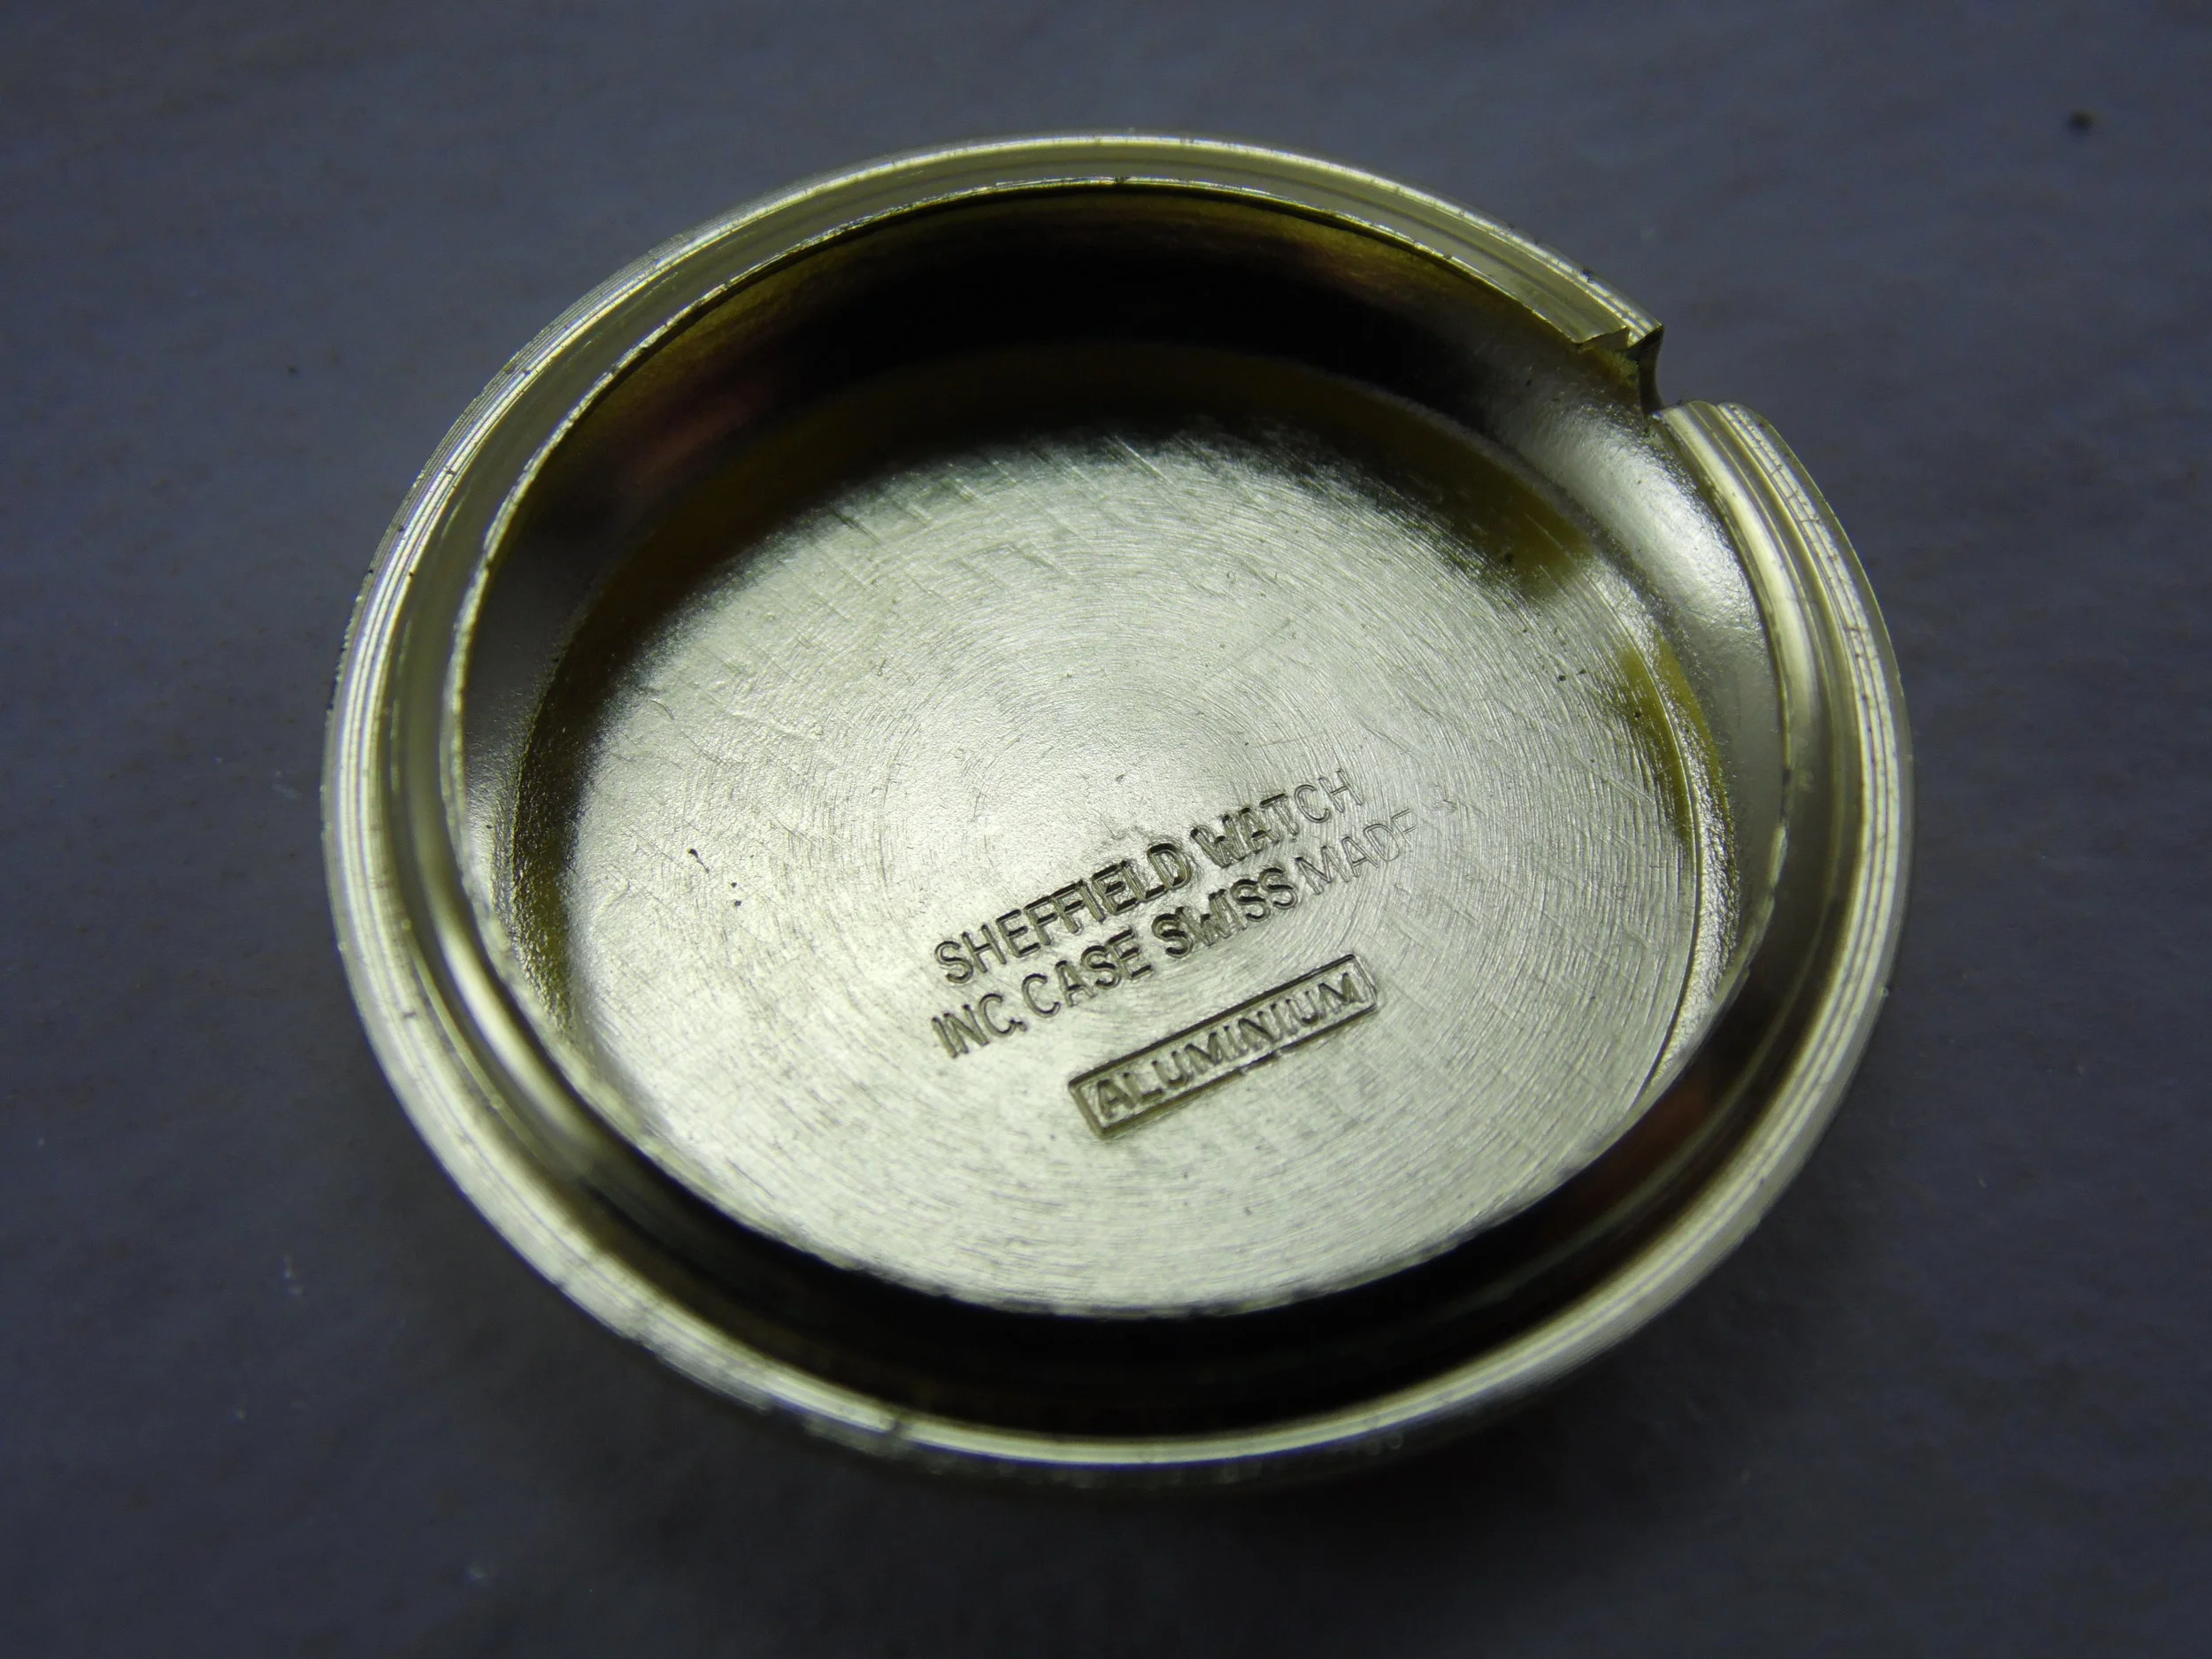 SHEFFIELD WATCH
INC. CASE SWISS MADE
ALUMINIUM